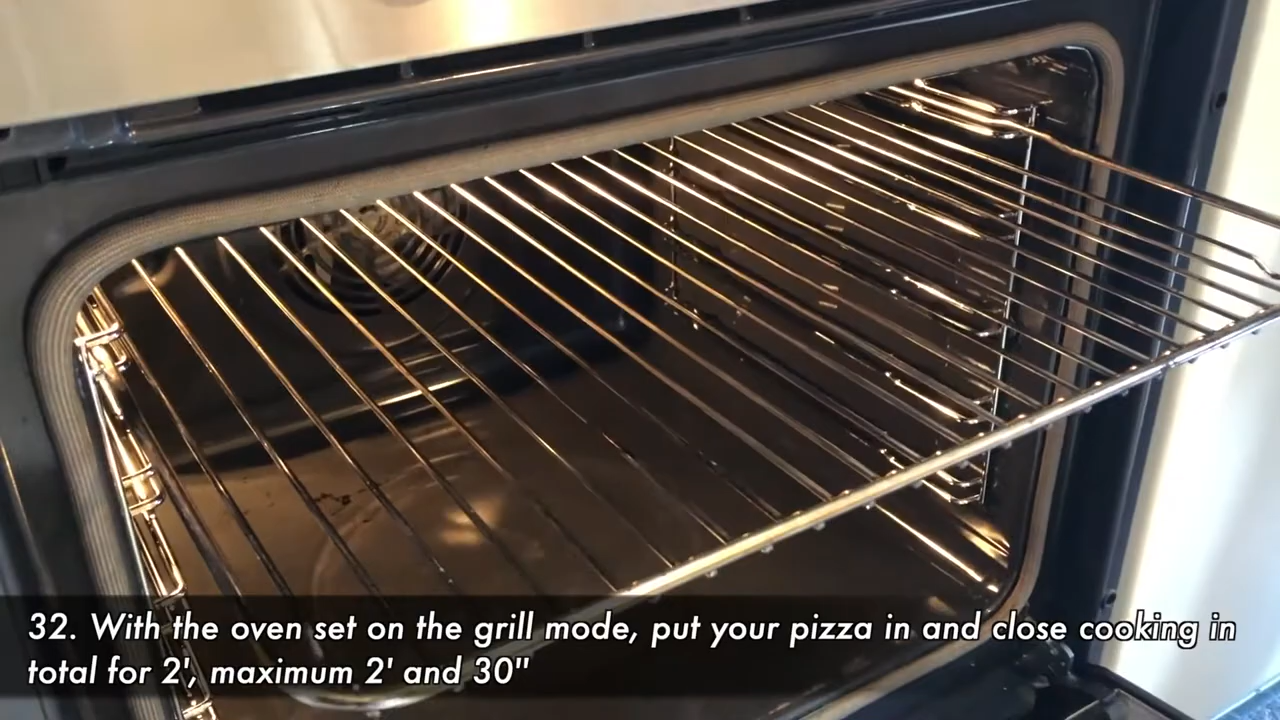 32. With the oven set on the grill mode, put your pizza in and close cooking in
total for 2', maximum 2' and 30"